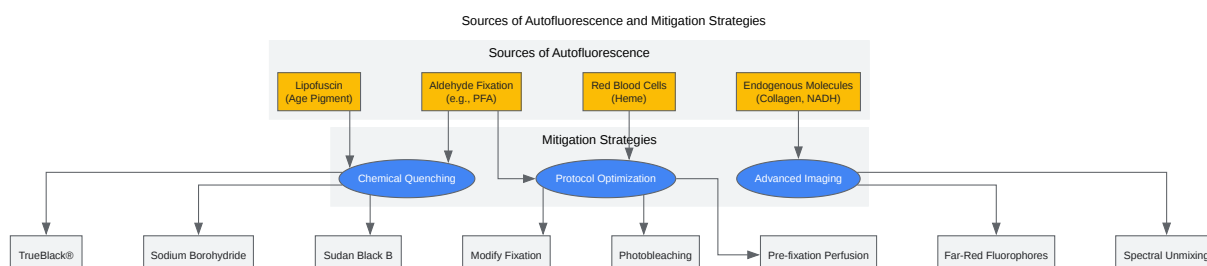 Sources of Autofluorescence and Mitigation Strategies
Sources of Autofluorescence
Lipofuscin
(Age Pigment)
Aldehyde Fixation
(e.g., PFA)
Red Blood Cells
(Heme)
Endogenous Molecules
(Collagen, NADH)
Mitigation Strategies
Chemical Quenching
Protocol Optimization
Advanced Imaging
TrueBlack®
Sodium Borohydride
Sudan Black B
Modify Fixation
Photobleaching
Pre-fixation Perfusion
Far-Red Fluorophores
Spectral Unmixing